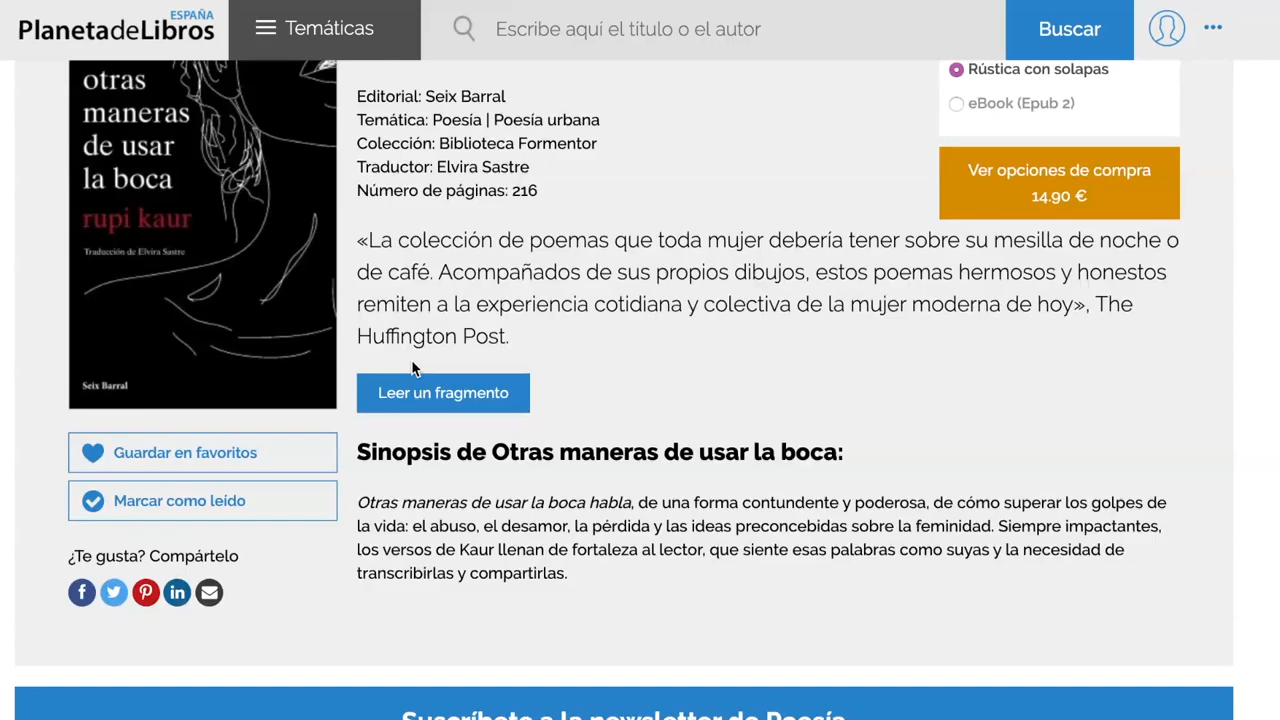 ESPAÑA
PlanetadeLibros
Temáticas
Escribe aquí el título o el autor
Buscar
otras
maneras
de usar
la boca
rupi kaur
Traducción de Elvira Sastre
Seix Barral
Editorial: Seix Barral
Temática: Poesía | Poesía urbana
Colección: Biblioteca Formentor
Traductor: Elvira Sastre
Número de páginas: 216
Rústica con solapas
eBook (Epub 2)
Ver opciones de compra
14.90 €
«La colección de poemas que toda mujer debería tener sobre su mesilla de noche o
de café. Acompañados de sus propios dibujos, estos poemas hermosos y honestos
remiten a la experiencia cotidiana y colectiva de la mujer moderna de hoy», The
Huffington Post.
Leer un fragmento
Guardar en favoritos
Marcar como leído
¿Te gusta? Compártelo
Sinopsis de Otras maneras de usar la boca:
Otras maneras de usar la boca habla, de una forma contundente y poderosa, de cómo superar los golpes de
la vida: el abuso, el desamor, la pérdida y las ideas preconcebidas sobre la feminidad. Siempre impactantes,
los versos de Kaur llenan de fortaleza al lector, que siente esas palabras como suyas y la necesidad de
transcribirlas y compartirlas.
Suscríbete a la newsletter de Poesía